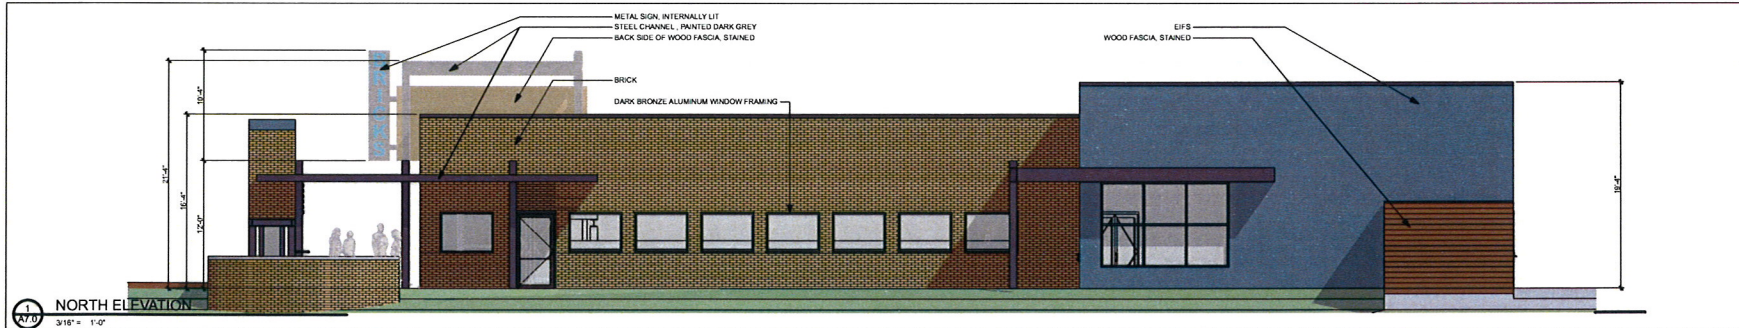 METAL SIGN, INTERNALLY LIT
STEEL CHANNEL , PAINTED DARK GREY
BACK SIDE OF WOOD FASCIA, STAINED
BRICK
DARK BRONZE ALUMINUM WINDOW FRAMING
EIFS
WOOD FASCIA, STAINED
10'-4"
21'-4"
16'-4"
12'-0"
19'-4"
1
A7.0
NORTH ELEVATION
3/16" = 1'-0"